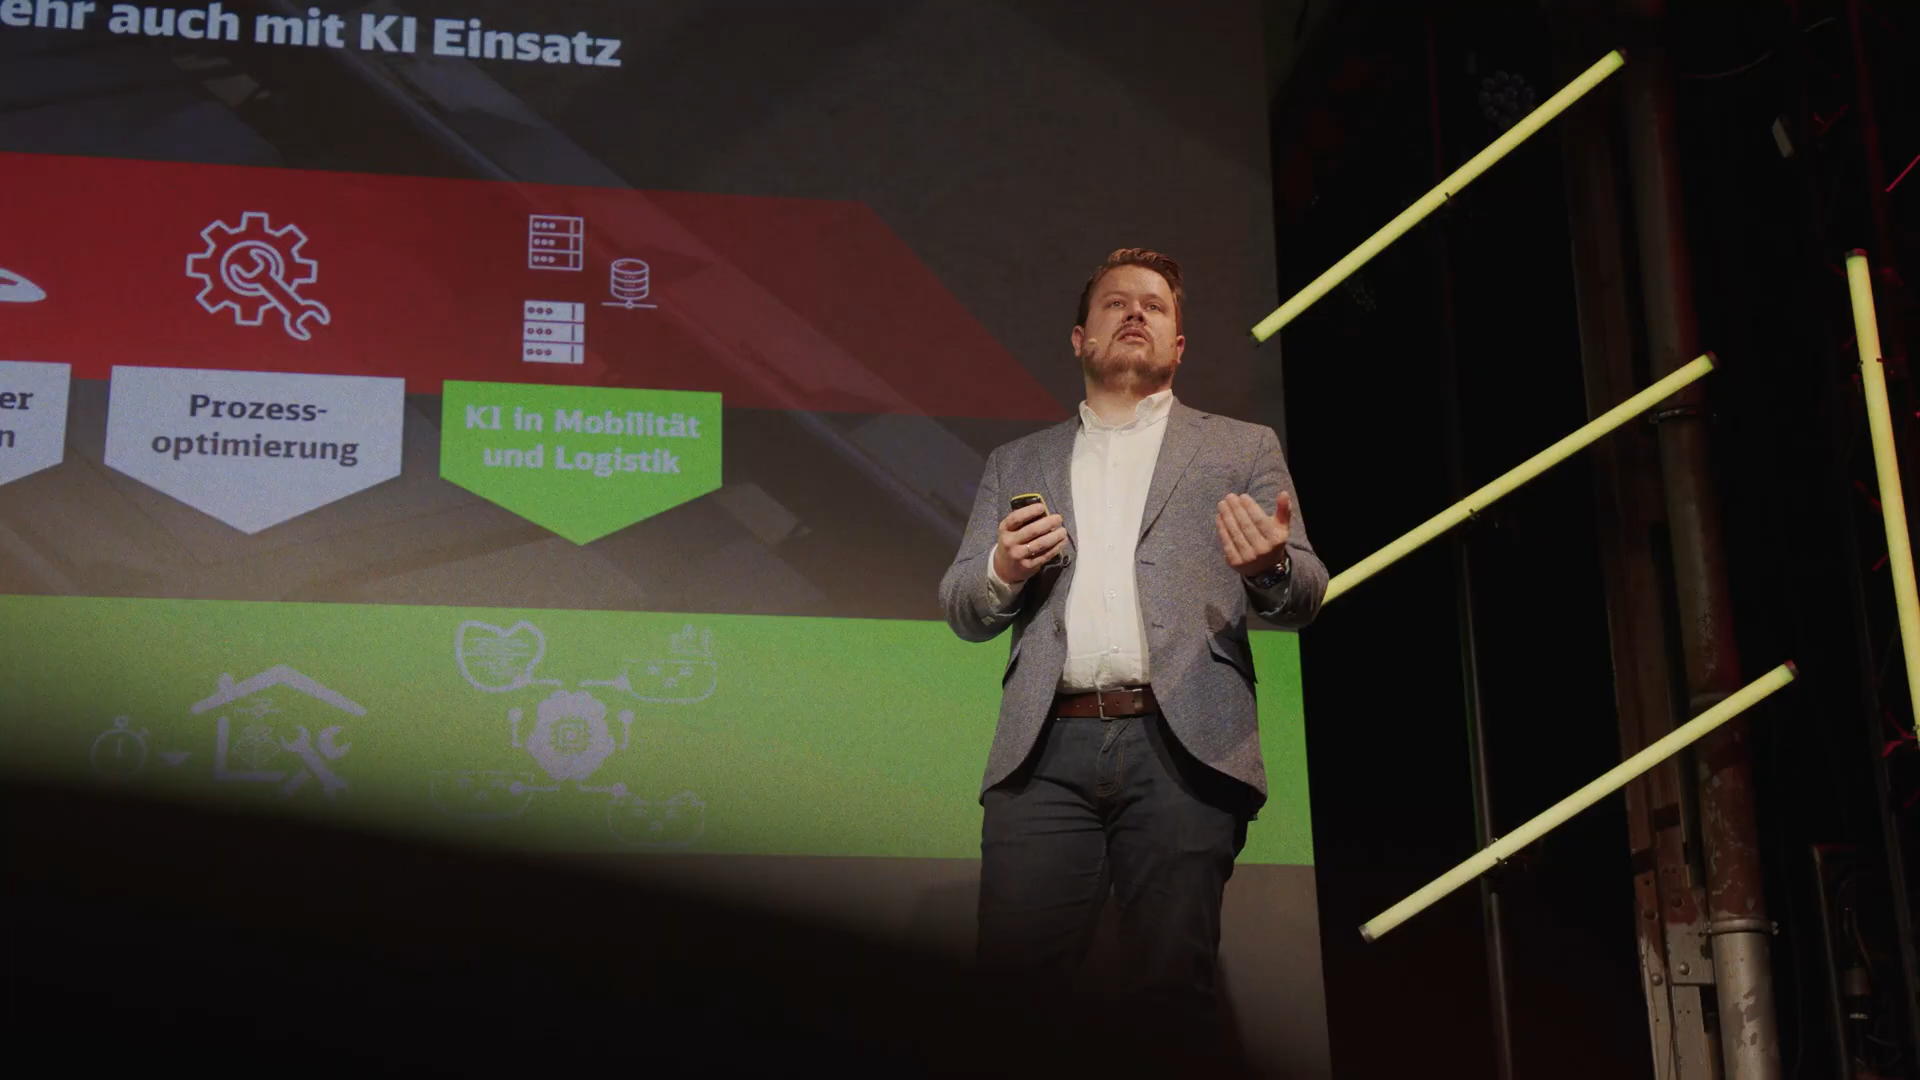 ehr auch mit KI Einsatz
er
n
Prozess-
optimierung
KI in Mobilität
und Logistik